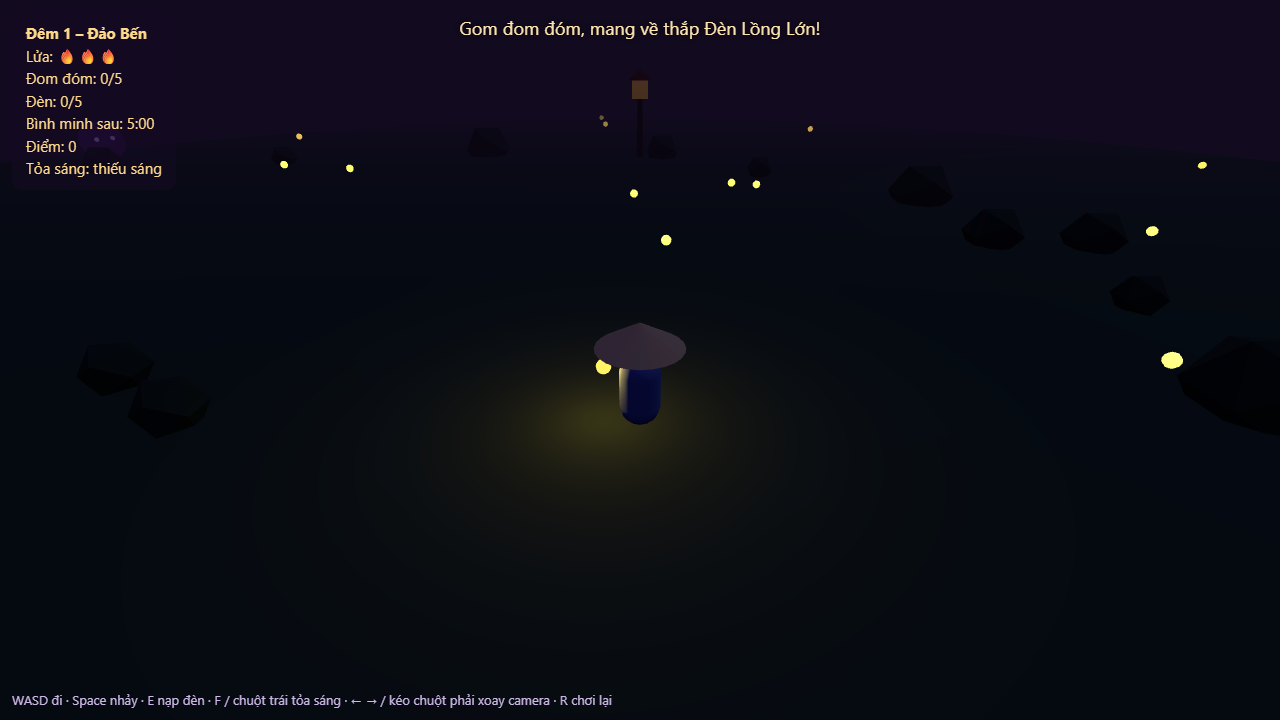 Gom đom đóm, mang về thắp Đèn Lồng Lớn!
Đêm 1 – Đảo Bến
Lửa: 🔥 🔥 🔥
Đom đóm: 0/5
Đèn: 0/5
Bình minh sau: 5:00
Điểm: 0
Tỏa sáng: thiếu sáng
WASD đi · Space nhảy · E nạp đèn · F / chuột trái tỏa sáng · ← → / kéo chuột phải xoay camera · R chơi lại